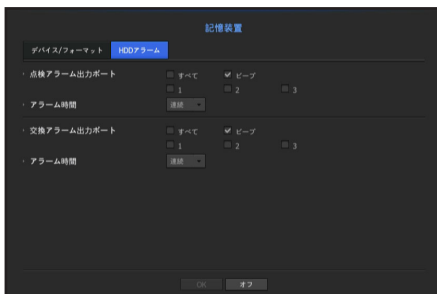 記憶装置
デバイス/フォーマット HDDアラーム
点検アラーム出力ポート すべて ビープ
1 2 3
アラーム時間 連続
交換アラーム出力ポート すべて ビープ
1 2 3
アラーム時間 連続
OK オフ